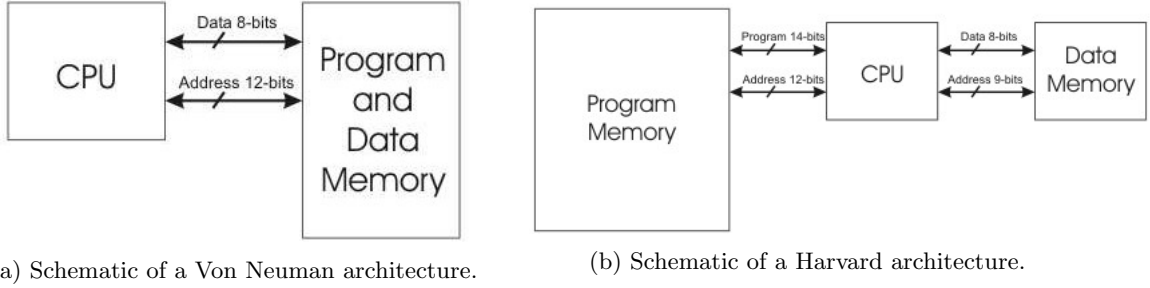 CPU
Data 8-bits
Address 12-bits
Program
and
Data
Memory
a) Schematic of a Von Neuman architecture.
Program
Memory
Program 14-bits
Address 12-bits
CPU
Data 8-bits
Address 9-bits
Data
Memory
(b) Schematic of a Harvard architecture.